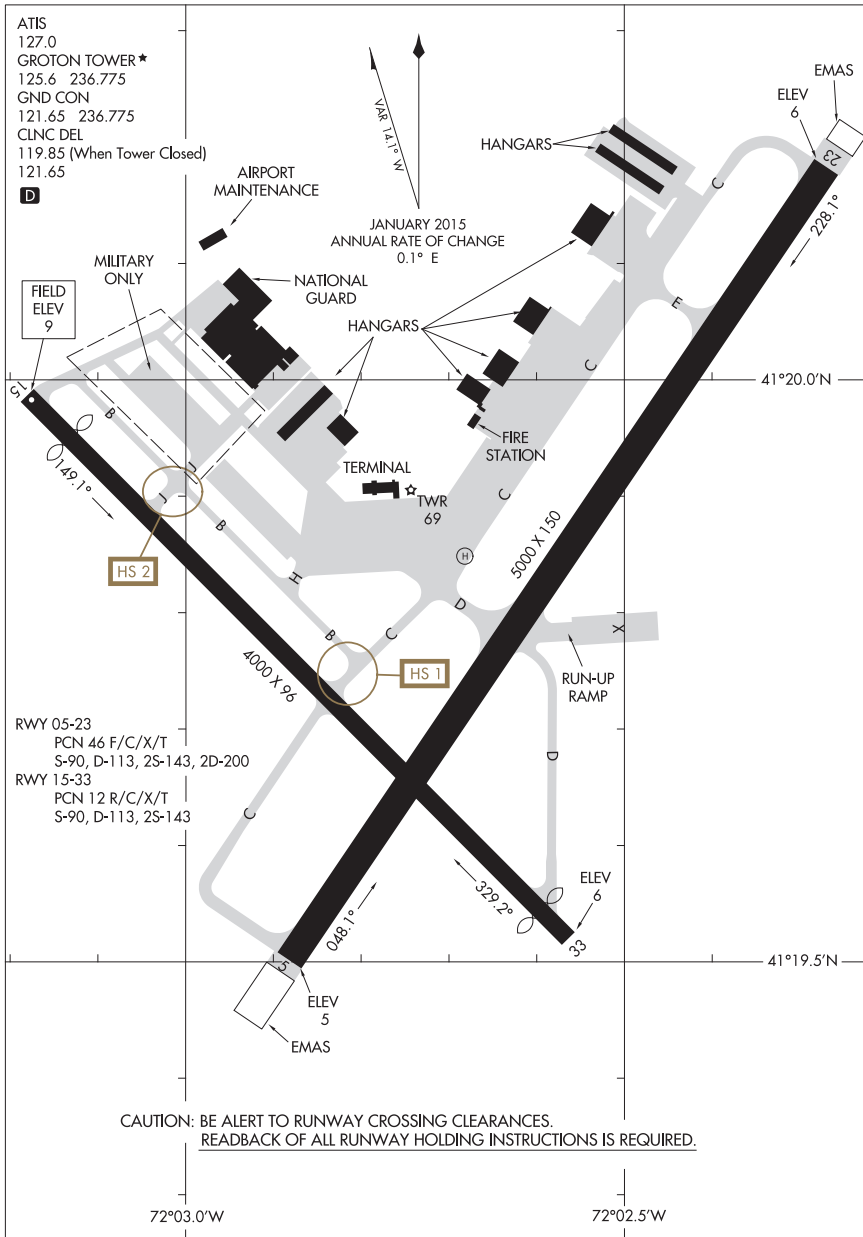 ATIS
127.0
GROTON TOWER★
125.6 236.775
GND CON
121.65 236.775
CLNC DEL
119.85 (When Tower Closed)
121.65
D
VAR 14.1° W
JANUARY 2015
ANNUAL RATE OF CHANGE
0.1° E
EMAS
ELEV
6
23
228.1°
HANGARS
C
E
AIRPORT
MAINTENANCE
MILITARY
ONLY
NATIONAL
GUARD
FIELD
ELEV
9
HANGARS
C
15
B
149.1°
41°20.0'N
FIRE
STATION
TERMINAL
TWR
69
J
J
HS 2
B
H
C
H
5000 X 150
B
C
D
X
RUN-UP
RAMP
HS 1
4000 X 96
RWY 05-23
PCN 46 F/C/X/T
S-90, D-113, 2S-143, 2D-200
RWY 15-33
PCN 12 R/C/X/T
S-90, D-113, 2S-143
D
C
329.2°
ELEV
6
33
048.1°
5
41°19.5'N
ELEV
5
EMAS
CAUTION: BE ALERT TO RUNWAY CROSSING CLEARANCES.
READBACK OF ALL RUNWAY HOLDING INSTRUCTIONS IS REQUIRED.
72°03.0'W
72°02.5'W